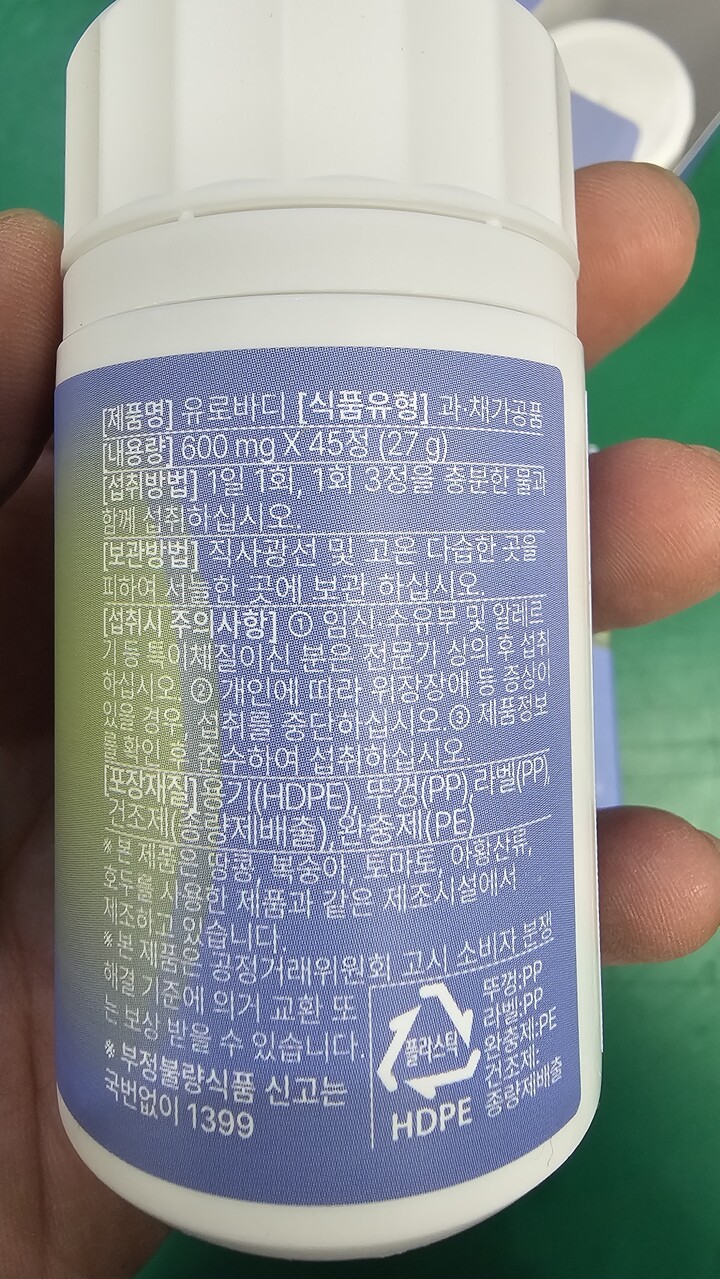 [제품명] 유로바디 [식품유형] 과·채가공품
[내용량] 600 mg X 45정 (27 g)
[섭취방법] 1일 1회, 1회 3정을 충분한 물과
함께 섭취하십시오.
[보관방법] 직사광선 및 고온 다습한 곳을
피하여 서늘한 곳에 보관 하십시오.
[섭취시 주의사항] ① 임산·수유부 및 알레르
기 등 특이체질이신 분은 전문가 상의 후 섭취
하십시오. ② 개인에 따라 위장장애 등 증상이
있을 경우, 섭취를 중단하십시오.③ 제품정보
를 확인 후 준수하여 섭취하십시오.
[포장재질]용기(HDPE), 뚜껑(PP),라벨(PP),
건조제(종량제배출),완충제(PE)
※본 제품은 땅콩, 복숭아, 토마토, 아황산류,
호두를 사용한 제품과 같은 제조시설에서
제조하고 있습니다.
※본 제품은 공정거래위원회 고시 소비자 분쟁
해결 기준에 의거 교환 또
는 보상 받을 수 있습니다.
※ 부정불량식품 신고는
국번없이 1399
플라스틱
HDPE
뚜껑:PP
라벨:PP
완충제:PE
건조제:
종량제배출